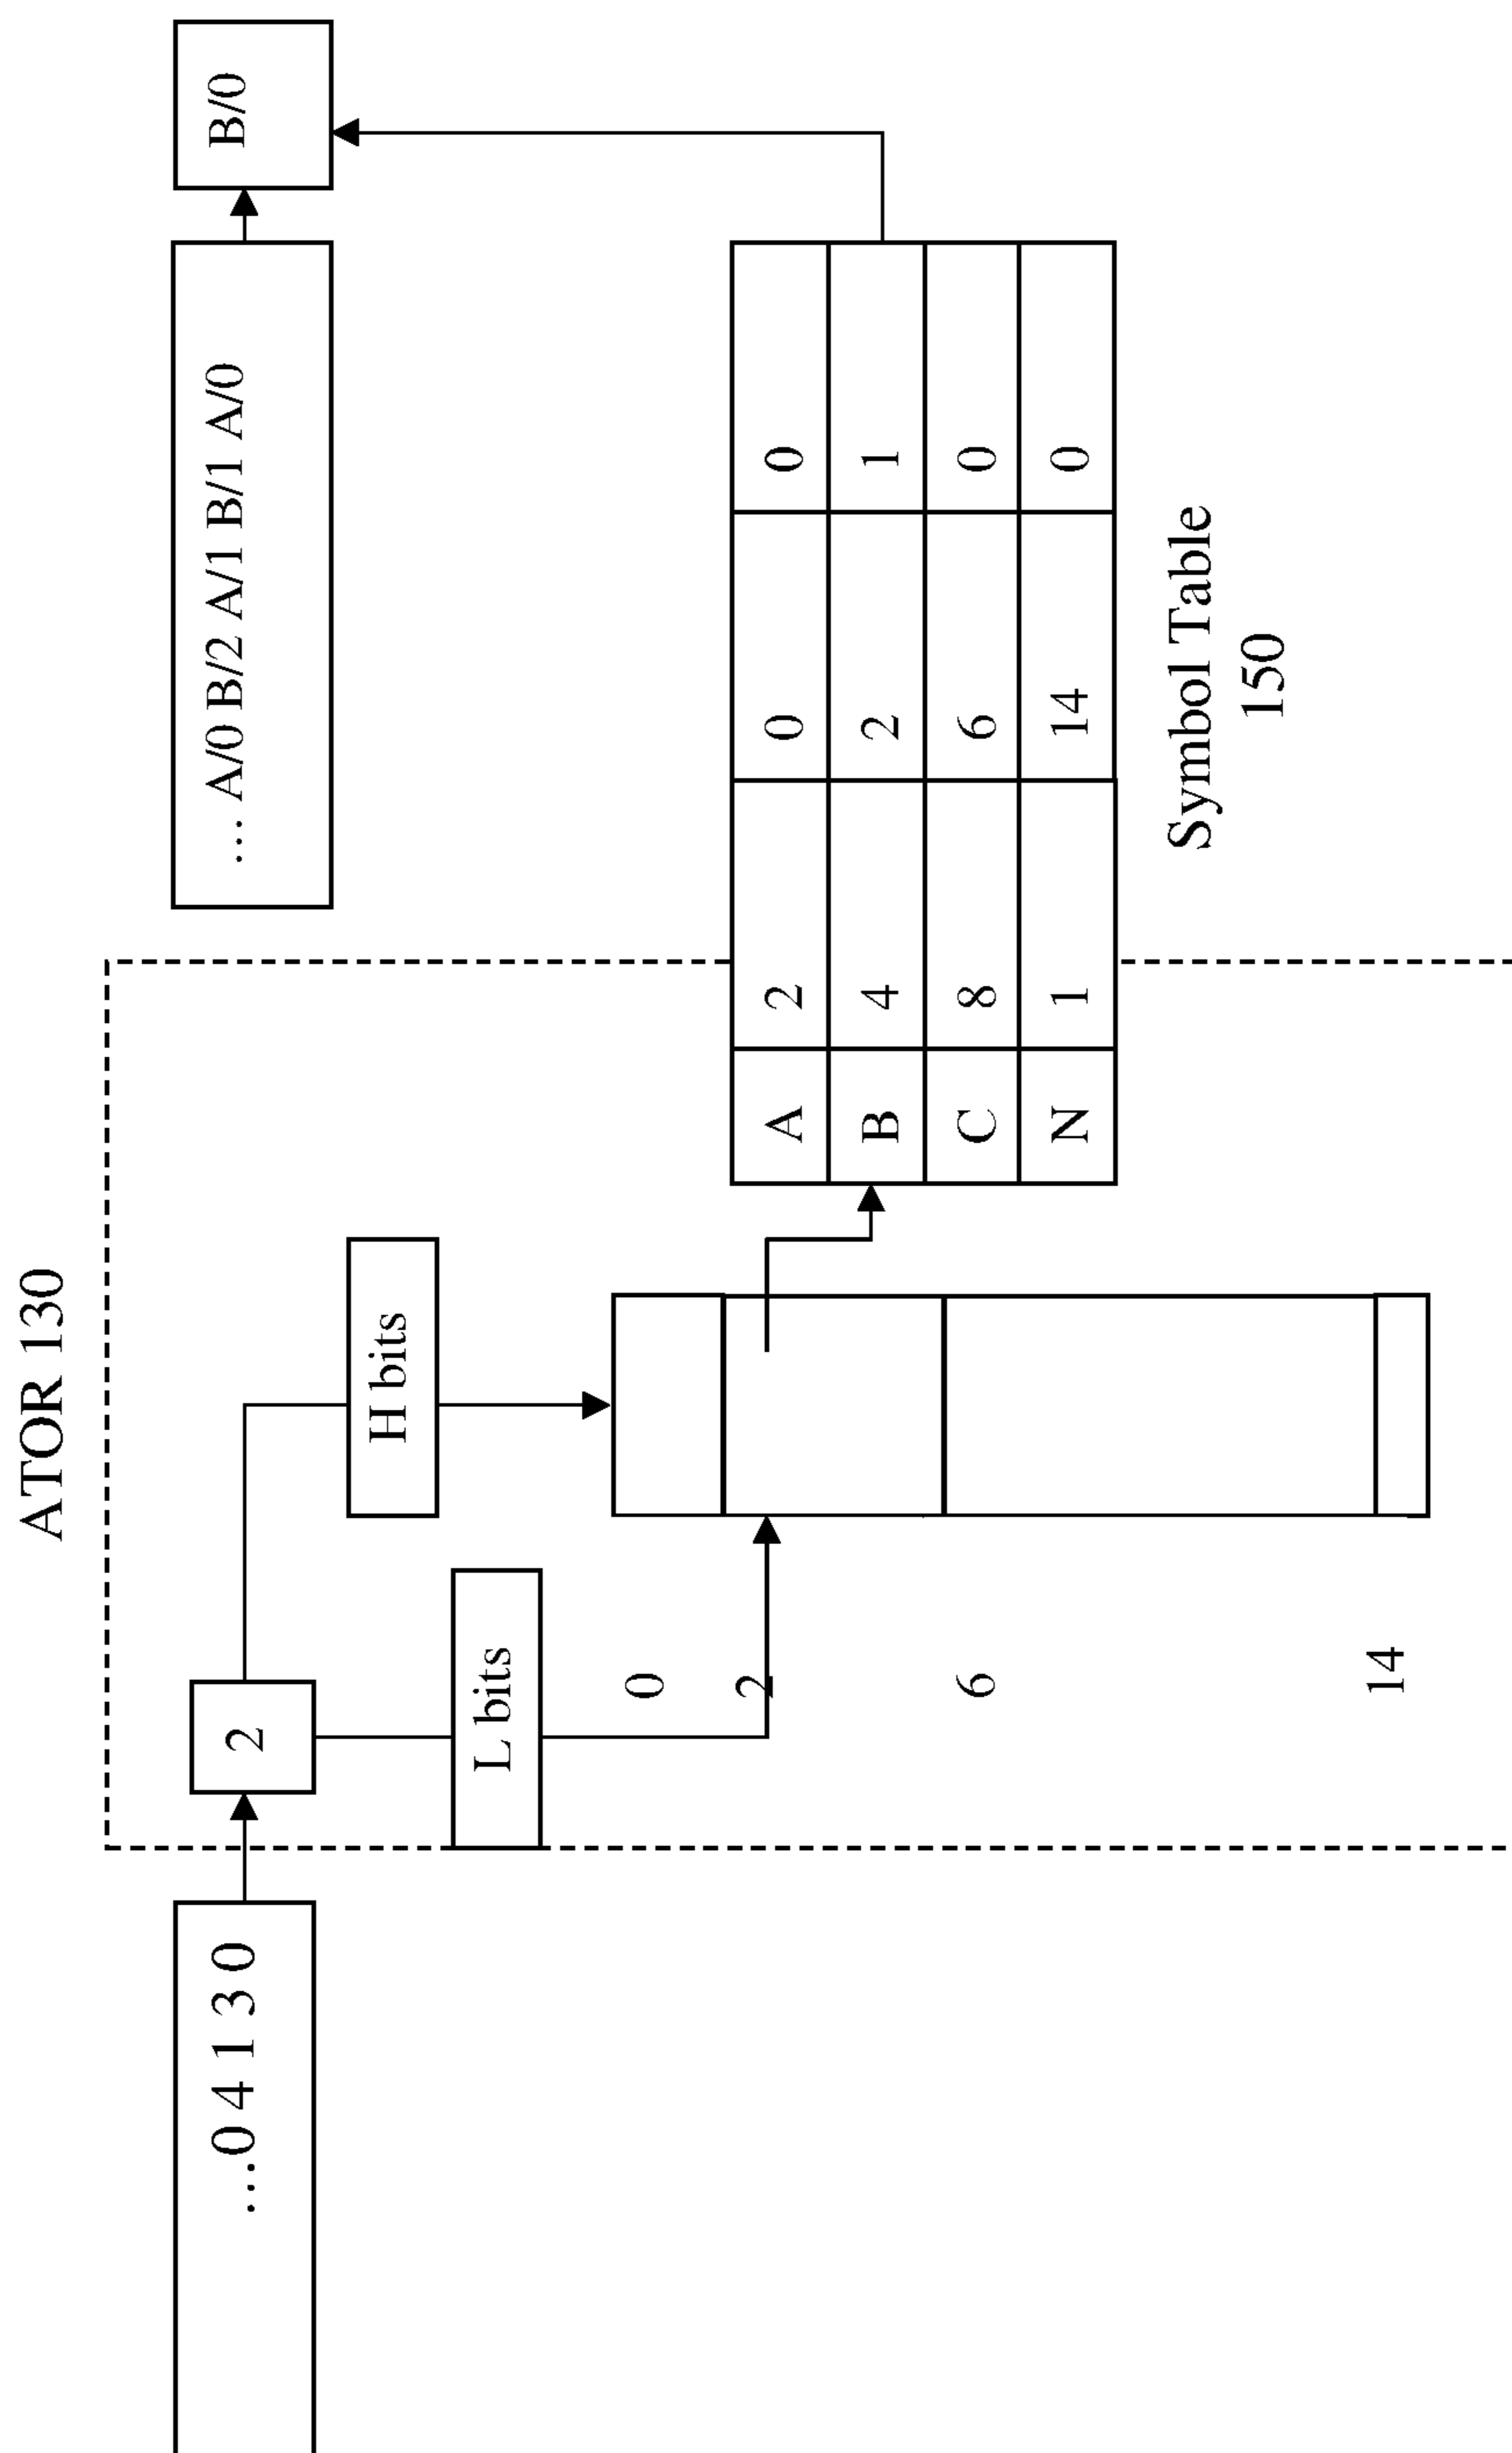 ATOR 130
…0 4 1 3 0
2
H bits
L bits
… A/0 B/2 A/1 B/1 A/0
B/0
0
2
6
14
A 2 0 0
B 4 2 1
C 8 6 0
N 1 14 0
Symbol Table
150